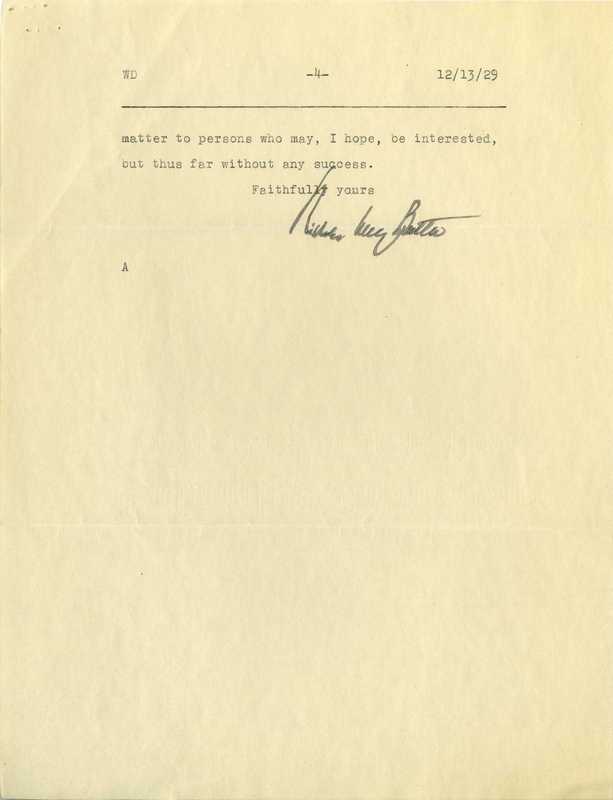 WD -4- 12/13/29
matter to persons who may, I hope, be interested,
but thus far without any success.
Faithfully yours
Nicholas Murray Butler
A